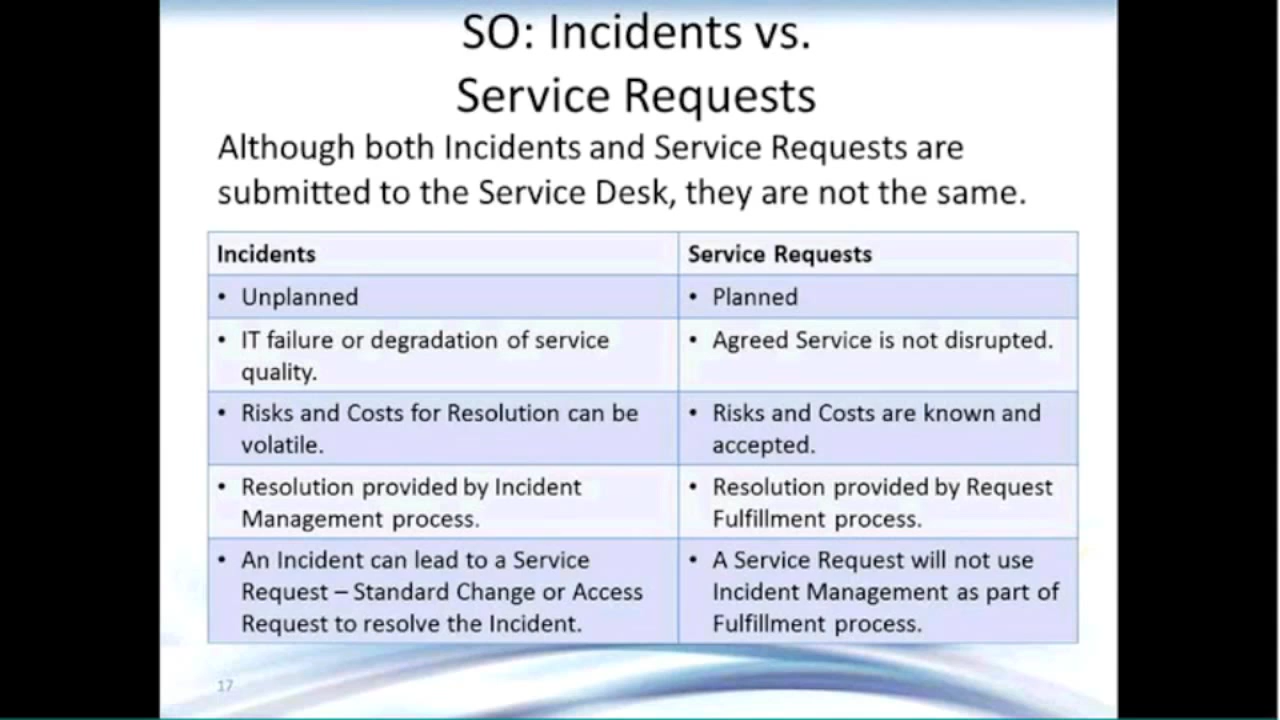 SO: Incidents vs.
Service Requests
Although both Incidents and Service Requests are
submitted to the Service Desk, they are not the same.
Incidents
Service Requests
• Unplanned
• Planned
• IT failure or degradation of service
quality.
• Agreed Service is not disrupted.
• Risks and Costs for Resolution can be
volatile.
• Risks and Costs are known and
accepted.
• Resolution provided by Incident
Management process.
• Resolution provided by Request
Fulfillment process.
• An Incident can lead to a Service
Request – Standard Change or Access
Request to resolve the Incident.
• A Service Request will not use
Incident Management as part of
Fulfillment process.
17